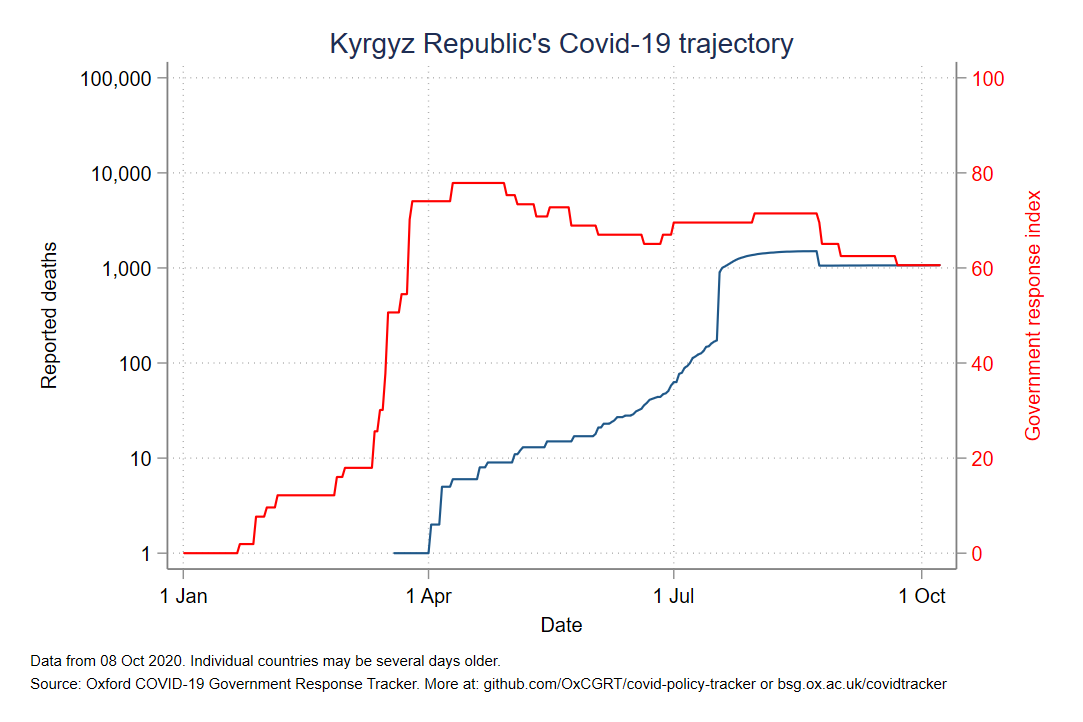 Kyrgyz Republic's Covid-19 trajectory
100,000
10,000
1,000
100
10
1
Reported deaths
100
80
60
40
20
0
Government response index
1 Jan
1 Apr
1 Jul
1 Oct
Date
Data from 08 Oct 2020. Individual countries may be several days older.
Source: Oxford COVID-19 Government Response Tracker. More at: github.com/OxCGRT/covid-policy-tracker or bsg.ox.ac.uk/covidtracker